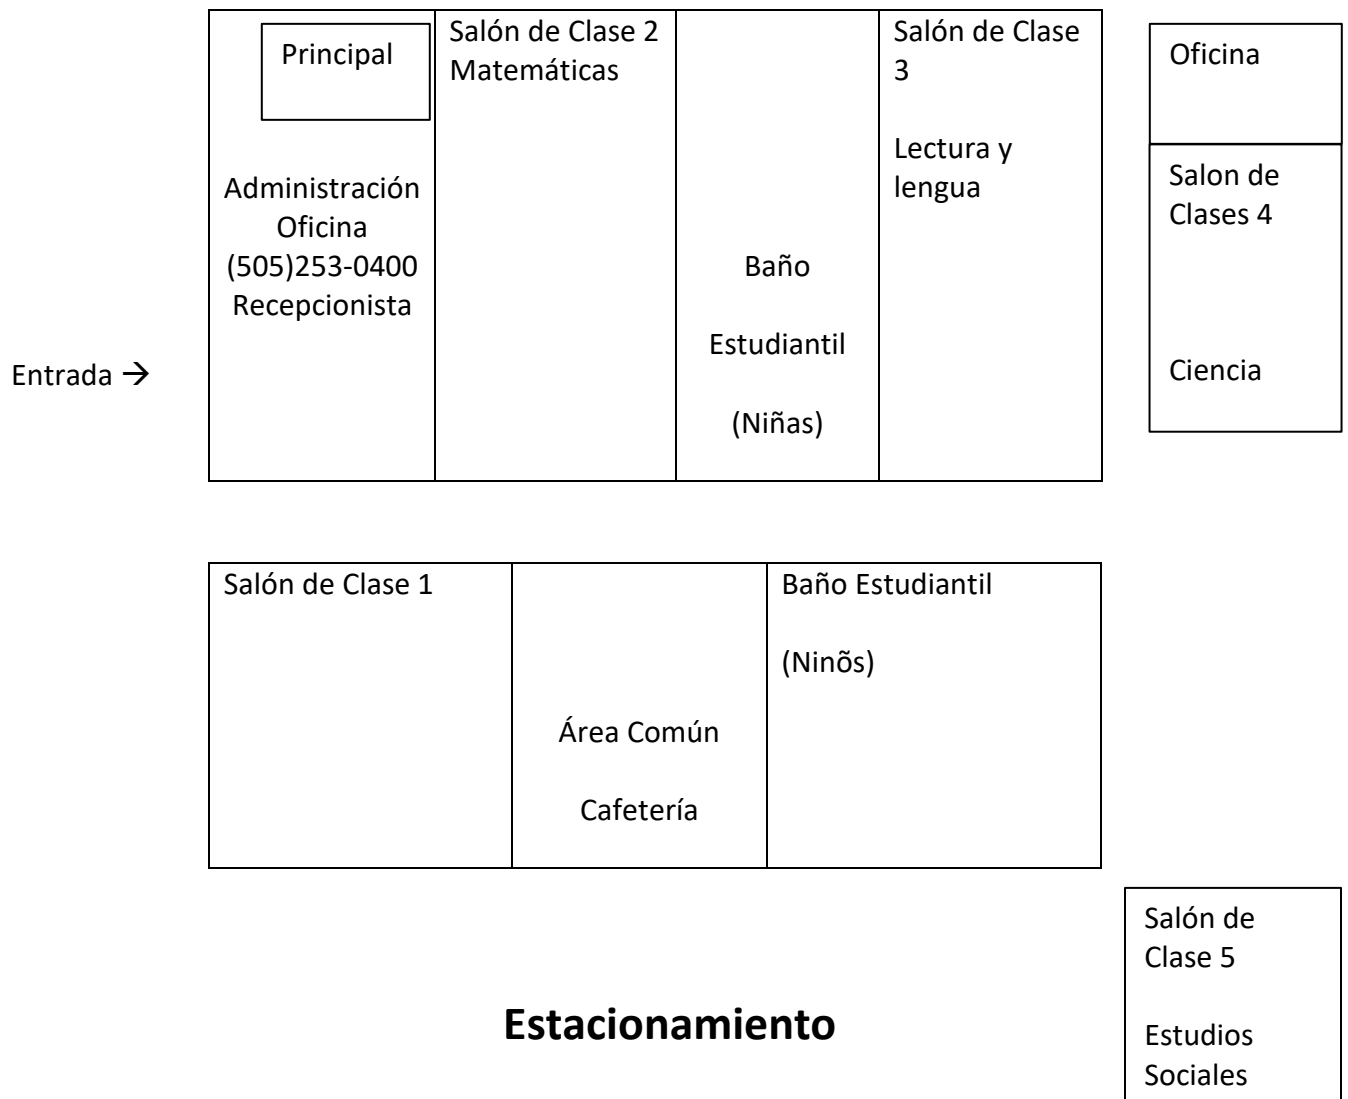 Principal
Administración
Oficina
(505)253-0400
Recepcionista
Salón de Clase 2
Matemáticas
Baño
Estudiantil
(Niñas)
Salón de Clase
3
Lectura y
lengua
Oficina
Salon de
Clases 4
Ciencia
Entrada →
Salón de Clase 1
Área Común
Cafetería
Baño Estudiantil
(Ninõs)
Salón de
Clase 5
Estudios
Sociales
Estacionamiento